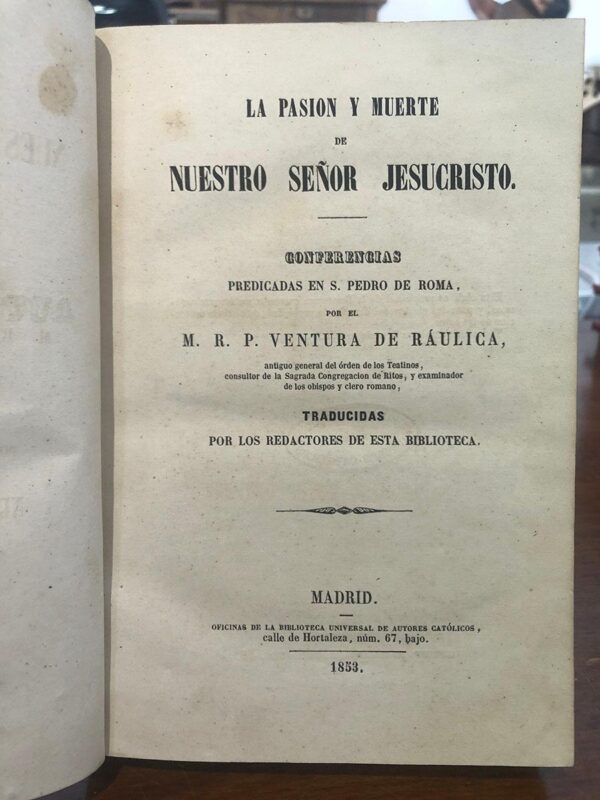 LA PASION Y MUERTE
DE
NUESTRO SEÑOR JESUCRISTO.
CONFERENCIAS
PREDICADAS EN S. PEDRO DE ROMA,
POR EL
M. R. P. VENTURA DE RÁULICA,
antiguo general del órden de los Teatinos,
consultor de la Sagrada Congregacion de Ritos, y examinador
de los obispos y clero romano,
TRADUCIDAS
POR LOS REDACTORES DE ESTA BIBLIOTECA.
MADRID.
OFICINAS DE LA BIBLIOTECA UNIVERSAL DE AUTORES CATÓLICOS,
calle de Hortaleza, núm. 67, bajo.
1853.